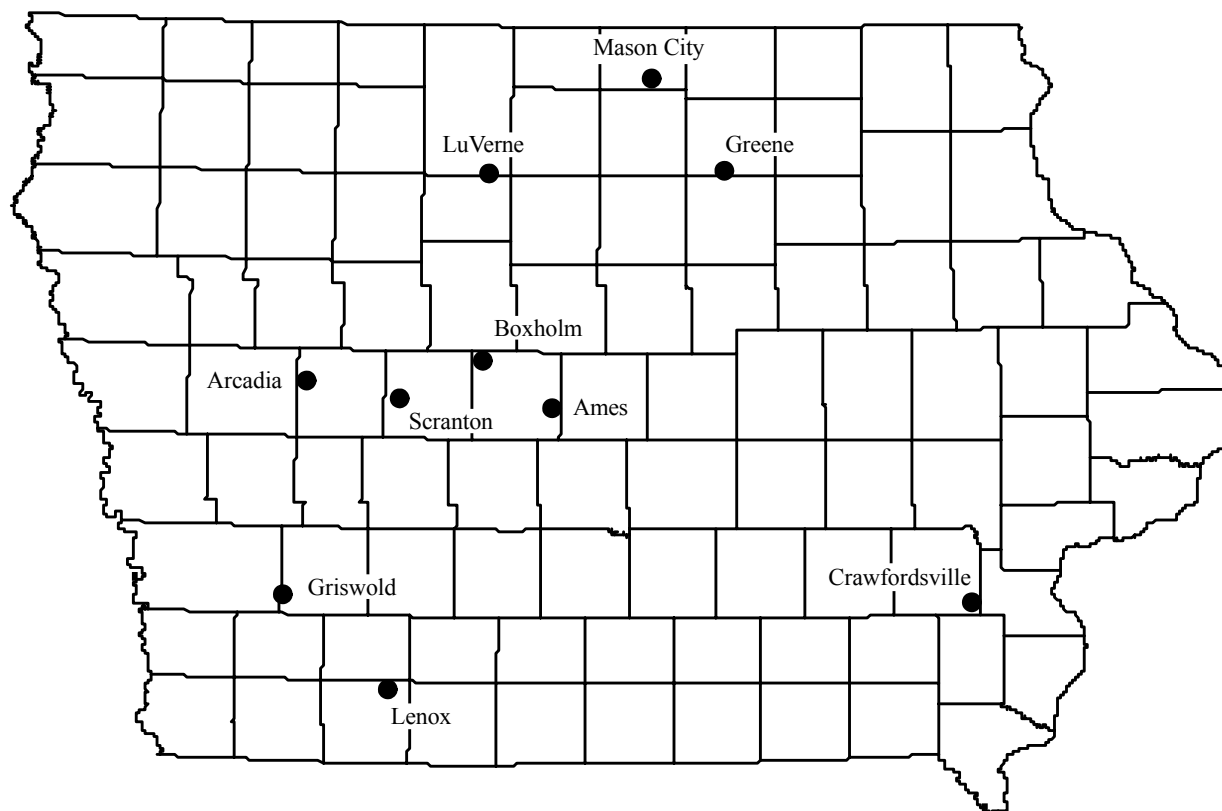 Mason City
LuVerne
Greene
Boxholm
Arcadia
Scranton
Ames
Griswold
Crawfordsville
Lenox